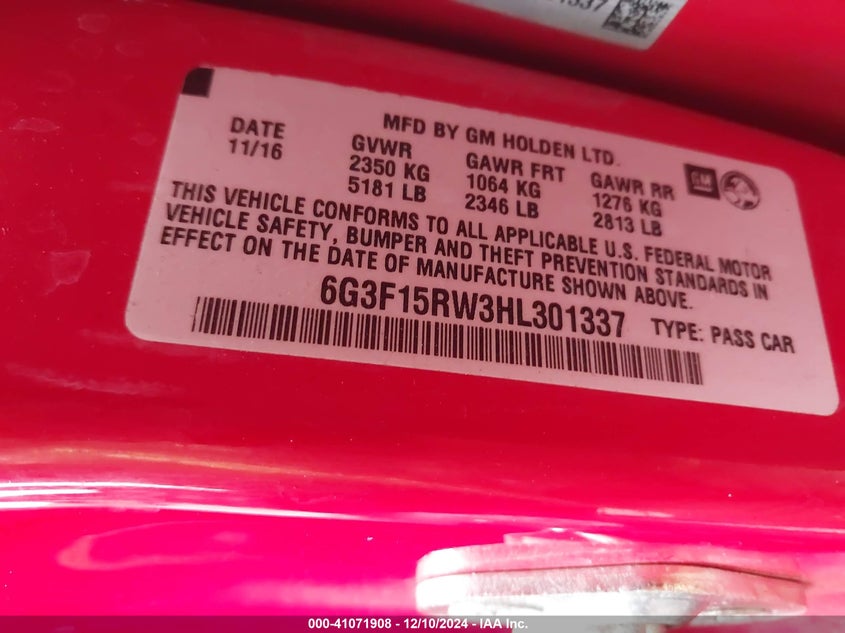 1337
MFD BY GM HOLDEN LTD.
DATE GVWR GAWR FRT GAWR RR
11/16 2350 KG 1064 KG 1276 KG
5181 LB 2346 LB 2813 LB
GM
THIS VEHICLE CONFORMS TO ALL APPLICABLE U.S. FEDERAL MOTOR
VEHICLE SAFETY, BUMPER AND THEFT PREVENTION STANDARDS IN
EFFECT ON THE DATE OF MANUFACTURE SHOWN ABOVE.
6G3F15RW3HL301337 TYPE: PASS CAR
000-41071908 - 12/10/2024 - IAA Inc.